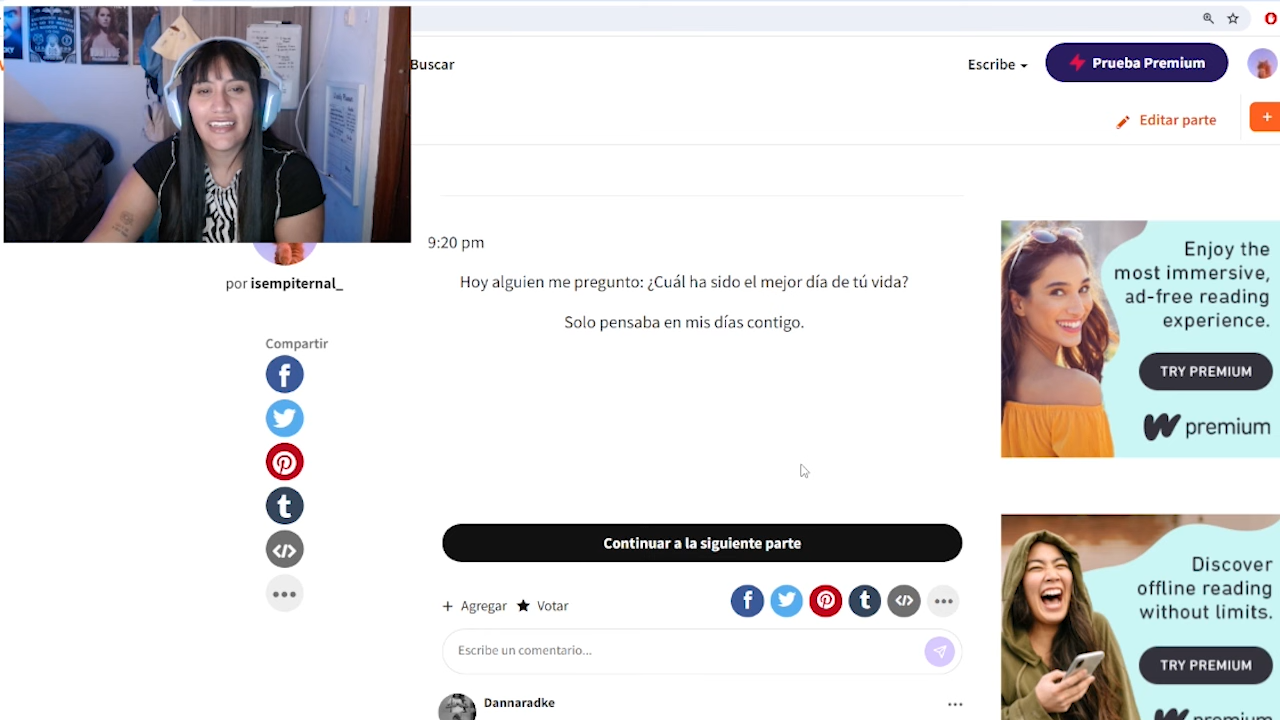 Buscar
Escribe
Prueba Premium
Editar parte
+
9:20 pm
Hoy alguien me pregunto: ¿Cuál ha sido el mejor día de tú vida?
Solo pensaba en mis días contigo.
por isempiternal_
Compartir
Enjoy the
most immersive,
ad-free reading
experience.
TRY PREMIUM
premium
Continuar a la siguiente parte
+ Agregar ★ Votar
Escribe un comentario...
Dannaradke
Discover
offline reading
without limits.
TRY PREMIUM
premium